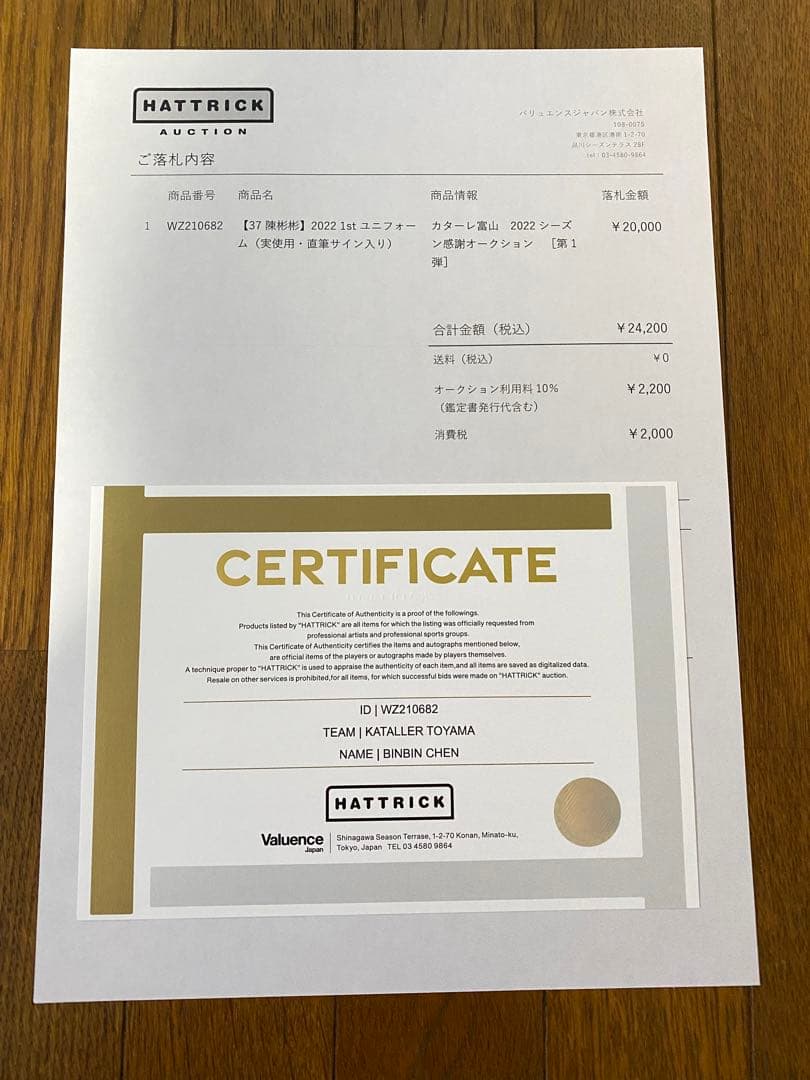 HATTRICK
AUCTION
ご落札内容
バリュエンスジャパン株式会社
108-0075
東京都港区港南 1-2-70
品川シーズンテラス 28F
tel : 03-4580-9864
商品番号 商品名 商品情報 落札金額
1 WZ210682 【37 陳彬彬】2022 1st ユニフォー カターレ富山 2022 シーズ ¥20,000
ム（実使用・直筆サイン入り） ン感謝オークション ［第 1
弾］
合計金額（税込） ¥24,200
送料（税込） ¥0
オークション利用料 10% ¥2,200
（鑑定書発行代含む）
消費税 ¥2,000
CERTIFICATE
This Certificate of Authenticity is a proof of the followings.
Products listed by "HATTRICK" are all items for which the listing was officially requested from
professional artists and professional sports groups.
This Certificate of Authenticity certifies the items and autographs mentioned below,
are official items of the players or autographs made by players themselves.
A technique proper to "HATTRICK" is used to appraise the authenticity of each item,and all items are saved as digitalized data.
Resale on other services is prohibited,for all items, for which successful bids were made on "HATTRICK" auction.
ID | WZ210682
TEAM | KATALLER TOYAMA
NAME | BINBIN CHEN
HATTRICK
Valuence
Japan
Shinagawa Season Terrase, 1-2-70 Konan, Minato-ku,
Tokyo, Japan TEL 03 4580 9864